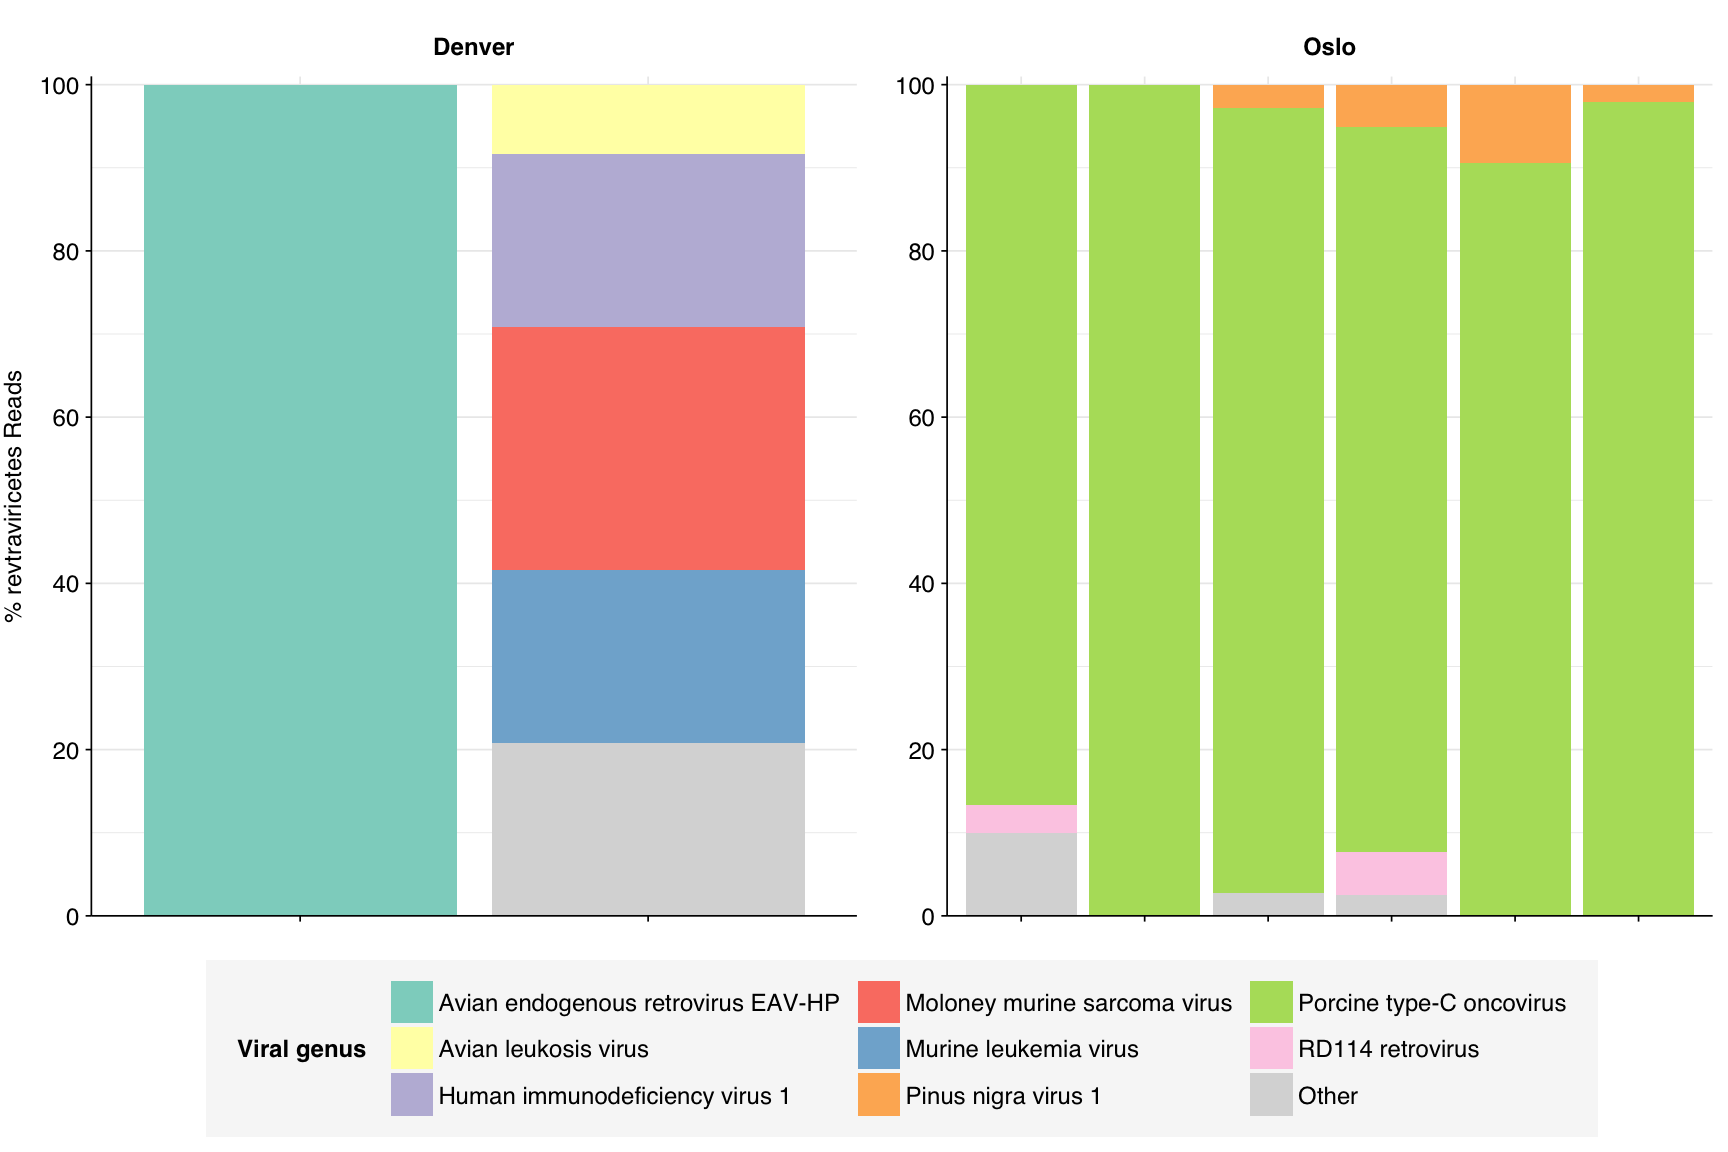 Denver
Oslo
% revtraviricetes Reads
100
80
60
40
20
0
100
80
60
40
20
0
Viral genus
Avian endogenous retrovirus EAV-HP
Avian leukosis virus
Human immunodeficiency virus 1
Moloney murine sarcoma virus
Murine leukemia virus
Pinus nigra virus 1
Porcine type-C oncovirus
RD114 retrovirus
Other